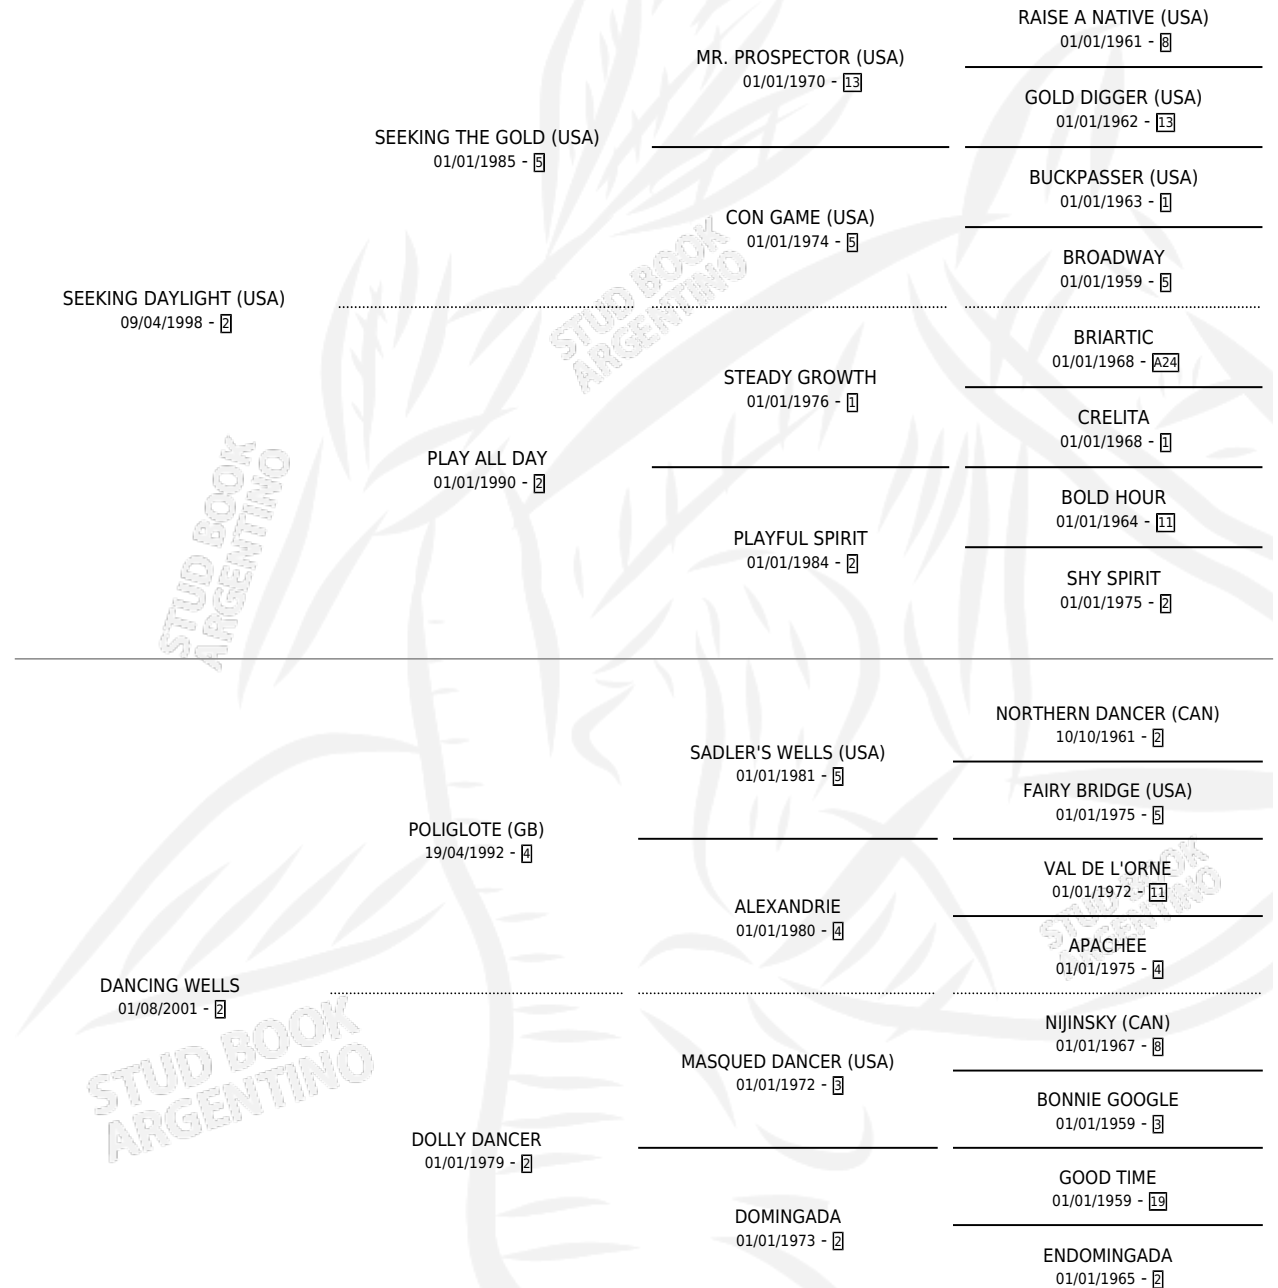 RAISE A NATIVE (USA)
01/01/1961 - 8
MR. PROSPECTOR (USA)
01/01/1970 - 13
GOLD DIGGER (USA)
01/01/1962 - 13
SEEKING THE GOLD (USA)
01/01/1985 - 5
BUCKPASSER (USA)
01/01/1963 - 1
CON GAME (USA)
01/01/1974 - 5
BROADWAY
01/01/1959 - 5
SEEKING DAYLIGHT (USA)
09/04/1998 - 2
BRIARTIC
01/01/1968 - A24
STEADY GROWTH
01/01/1976 - 1
CRELITA
01/01/1968 - 1
PLAY ALL DAY
01/01/1990 - 2
BOLD HOUR
01/01/1964 - 11
PLAYFUL SPIRIT
01/01/1984 - 2
SHY SPIRIT
01/01/1975 - 2
NORTHERN DANCER (CAN)
10/10/1961 - 2
SADLER'S WELLS (USA)
01/01/1981 - 5
FAIRY BRIDGE (USA)
01/01/1975 - 5
POLIGLOTE (GB)
19/04/1992 - 4
VAL DE L'ORNE
01/01/1972 - 11
ALEXANDRIE
01/01/1980 - 4
APACHEE
01/01/1975 - 4
DANCING WELLS
01/08/2001 - 2
NIJINSKY (CAN)
01/01/1967 - 8
MASQUED DANCER (USA)
01/01/1972 - 3
BONNIE GOOGLE
01/01/1959 - 3
DOLLY DANCER
01/01/1979 - 2
GOOD TIME
01/01/1959 - 19
DOMINGADA
01/01/1973 - 2
ENDOMINGADA
01/01/1965 - 2
STUD BOOK
ARGENTINO
STUD BOOK
ARGENTINO
STUD BOOK
ARGENTINO
STUD BOOK
ARGENTINO